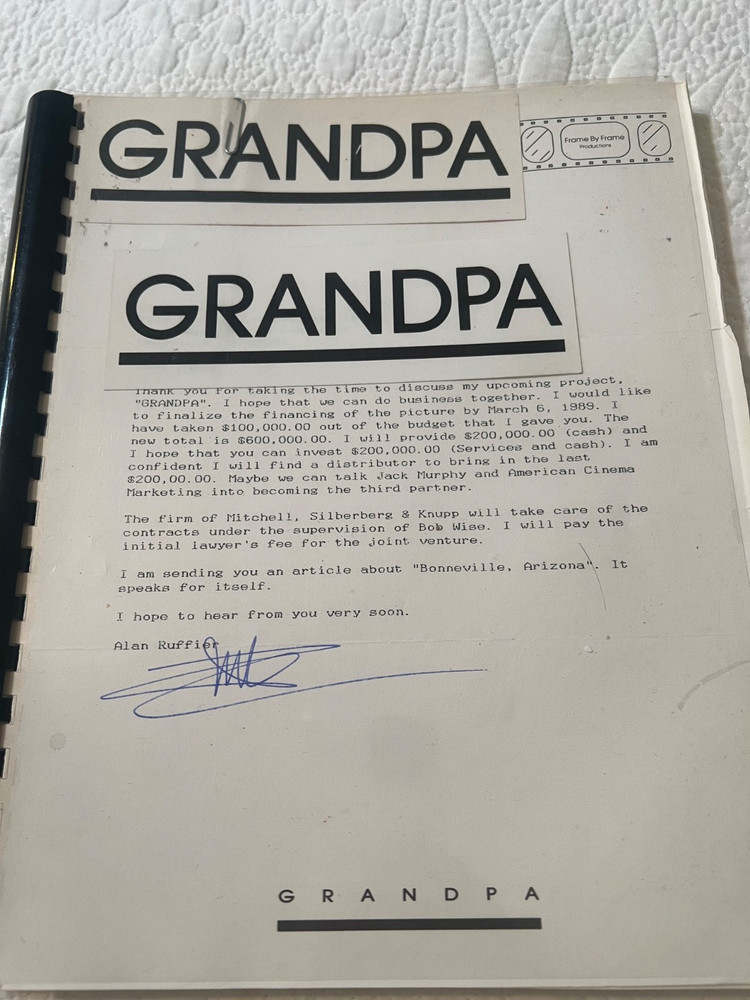 GRANDPA
Frame By Frame
Productions
GRANDPA
Thank you for taking the time to discuss my upcoming project,
"GRANDPA". I hope that we can do business together. I would like
to finalize the financing of the picture by March 6, 1989. I
have taken $100,000.00 out of the budget that I gave you. The
new total is $600,000.00. I will provide $200,000.00 (cash) and
I hope that you can invest $200,000.00 (Services and cash). I am
confident I will find a distributor to bring in the last
$200,00.00. Maybe we can talk Jack Murphy and American Cinema
Marketing into becoming the third partner.
The firm of Mitchell, Silberberg & Knupp will take care of the
contracts under the supervision of Bob Wise. I will pay the
initial lawyer's fee for the joint venture.
I am sending you an article about "Bonneville, Arizona". It
speaks for itself.
I hope to hear from you very soon.
Alan Ruffier
GRANDPA